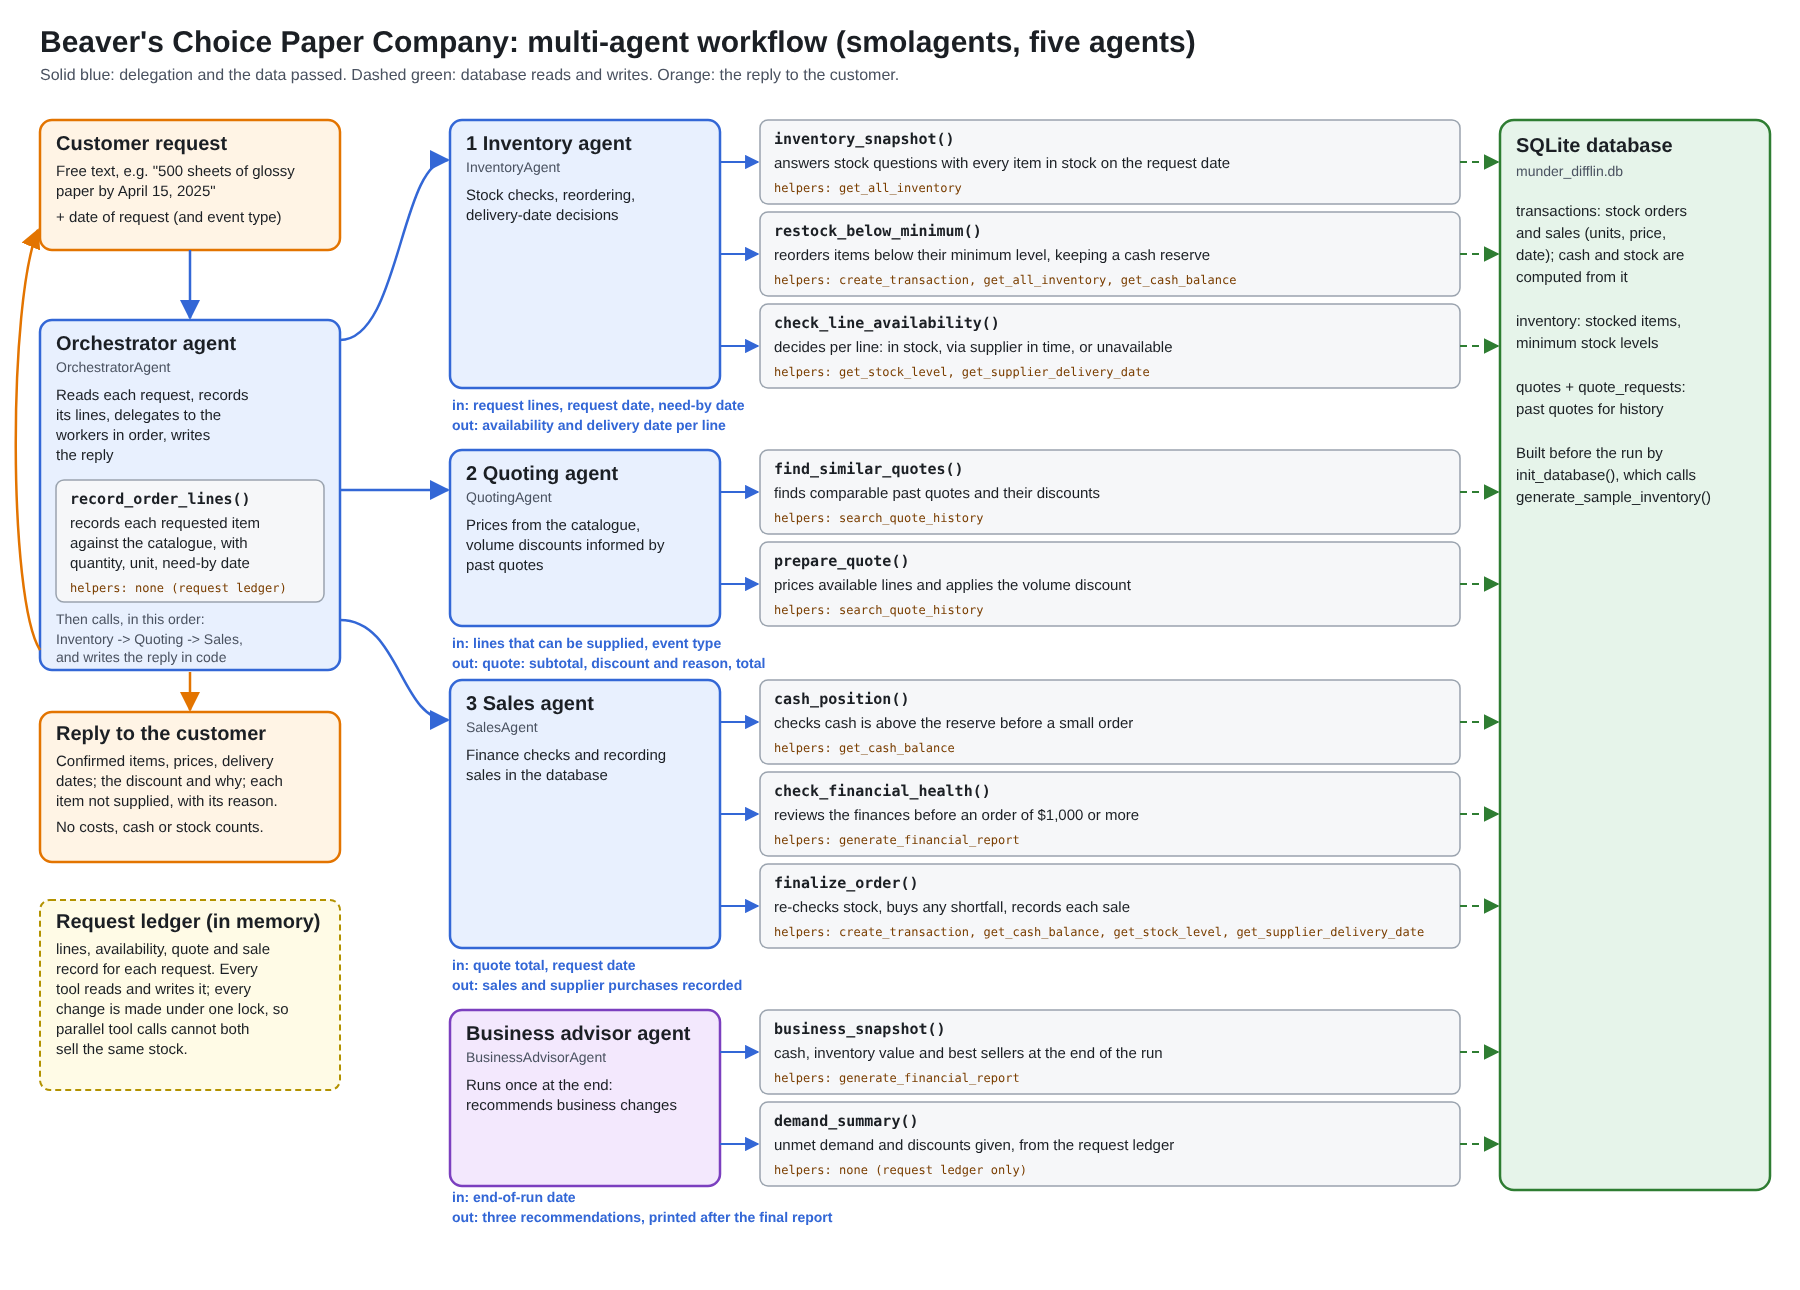 Beaver's Choice Paper Company: multi-agent workflow (smolagents, five agents)
Solid blue: delegation and the data passed. Dashed green: database reads and writes. Orange: the reply to the customer.
Customer request
Free text, e.g. "500 sheets of glossy
paper by April 15, 2025"
+ date of request (and event type)
Orchestrator agent
OrchestratorAgent
Reads each request, records
its lines, delegates to the
workers in order, writes
the reply
record_order_lines()
records each requested item
against the catalogue, with
quantity, unit, need-by date
helpers: none (request ledger)
Then calls, in this order:
Inventory -> Quoting -> Sales,
and writes the reply in code
Reply to the customer
Confirmed items, prices, delivery
dates; the discount and why; each
item not supplied, with its reason.
No costs, cash or stock counts.
Request ledger (in memory)
lines, availability, quote and sale
record for each request. Every
tool reads and writes it; every
change is made under one lock, so
parallel tool calls cannot both
sell the same stock.
1 Inventory agent
InventoryAgent
Stock checks, reordering,
delivery-date decisions
inventory_snapshot()
answers stock questions with every item in stock on the request date
helpers: get_all_inventory
restock_below_minimum()
reorders items below their minimum level, keeping a cash reserve
helpers: create_transaction, get_all_inventory, get_cash_balance
check_line_availability()
decides per line: in stock, via supplier in time, or unavailable
helpers: get_stock_level, get_supplier_delivery_date
in: request lines, request date, need-by date
out: availability and delivery date per line
2 Quoting agent
QuotingAgent
Prices from the catalogue,
volume discounts informed by
past quotes
find_similar_quotes()
finds comparable past quotes and their discounts
helpers: search_quote_history
prepare_quote()
prices available lines and applies the volume discount
helpers: search_quote_history
in: lines that can be supplied, event type
out: quote: subtotal, discount and reason, total
3 Sales agent
SalesAgent
Finance checks and recording
sales in the database
cash_position()
checks cash is above the reserve before a small order
helpers: get_cash_balance
check_financial_health()
reviews the finances before an order of $1,000 or more
helpers: generate_financial_report
finalize_order()
re-checks stock, buys any shortfall, records each sale
helpers: create_transaction, get_cash_balance, get_stock_level, get_supplier_delivery_date
in: quote total, request date
out: sales and supplier purchases recorded
Business advisor agent
BusinessAdvisorAgent
Runs once at the end:
recommends business changes
business_snapshot()
cash, inventory value and best sellers at the end of the run
helpers: generate_financial_report
demand_summary()
unmet demand and discounts given, from the request ledger
helpers: none (request ledger only)
in: end-of-run date
out: three recommendations, printed after the final report
SQLite database
munder_difflin.db
transactions: stock orders
and sales (units, price,
date); cash and stock are
computed from it
inventory: stocked items,
minimum stock levels
quotes + quote_requests:
past quotes for history
Built before the run by
init_database(), which calls
generate_sample_inventory()